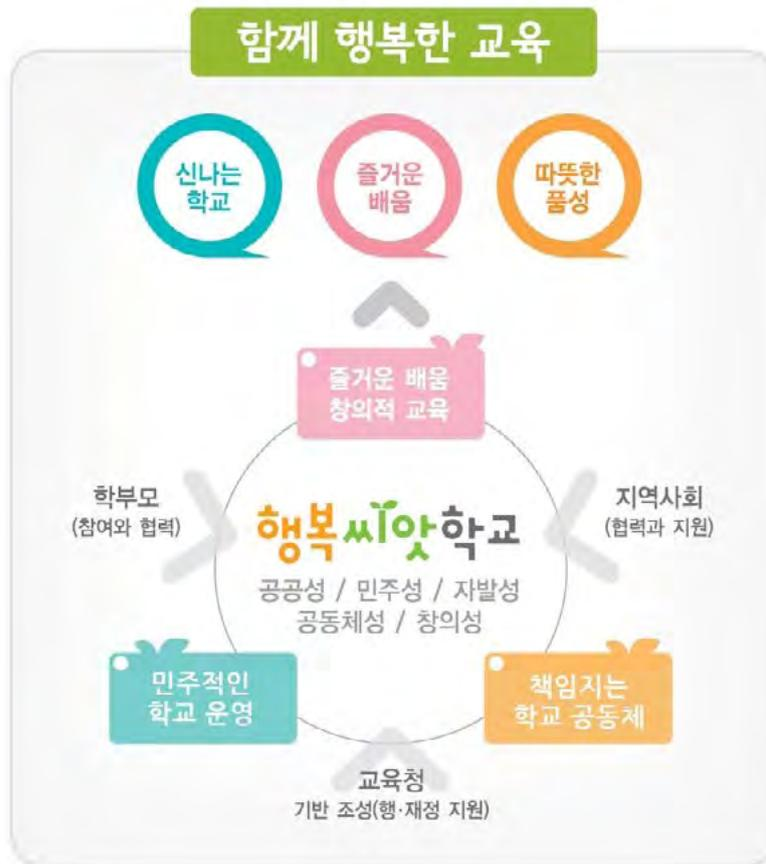 함께 행복한 교육
신나는
학교
즐거운
배움
따뜻한
품성
즐거운 배움
창의적 교육
학부모
(참여와 협력)
지역사회
(협력과 지원)
행복씨앗학교
공공성 / 민주성 / 자발성
공동체성 / 창의성
민주적인
학교 운영
책임지는
학교 공동체
교육청
기반 조성(행·재정 지원)